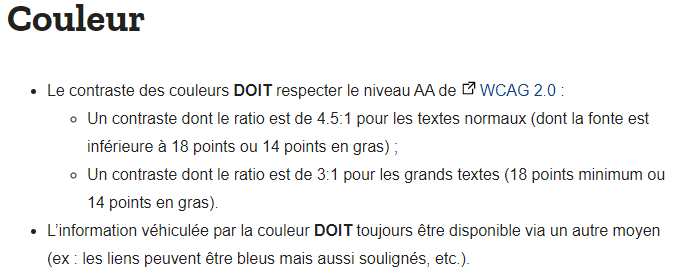 Couleur
• Le contraste des couleurs DOIT respecter le niveau AA de WCAG 2.0 :
◦ Un contraste dont le ratio est de 4.5:1 pour les textes normaux (dont la fonte est
inférieure à 18 points ou 14 points en gras) ;
◦ Un contraste dont le ratio est de 3:1 pour les grands textes (18 points minimum ou
14 points en gras).
• L’information véhiculée par la couleur DOIT toujours être disponible via un autre moyen
(ex : les liens peuvent être bleus mais aussi soulignés, etc.).